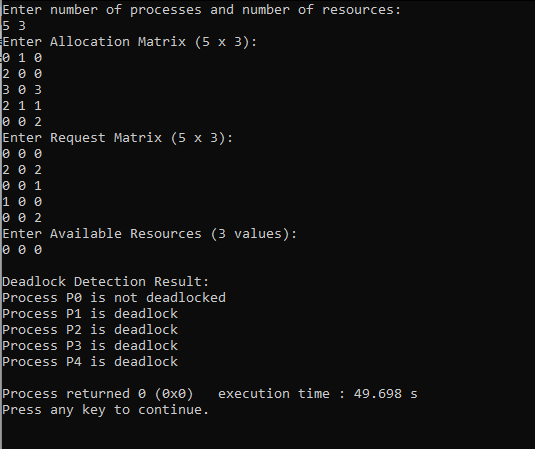 Enter number of processes and number of resources:
5 3
Enter Allocation Matrix (5 x 3):
0 1 0
2 0 0
3 0 3
2 1 1
0 0 2
Enter Request Matrix (5 x 3):
0 0 0
2 0 2
0 0 1
1 0 0
0 0 2
Enter Available Resources (3 values):
0 0 0
Deadlock Detection Result:
Process P0 is not deadlocked
Process P1 is deadlock
Process P2 is deadlock
Process P3 is deadlock
Process P4 is deadlock
Process returned 0 (0x0)   execution time : 49.698 s
Press any key to continue.